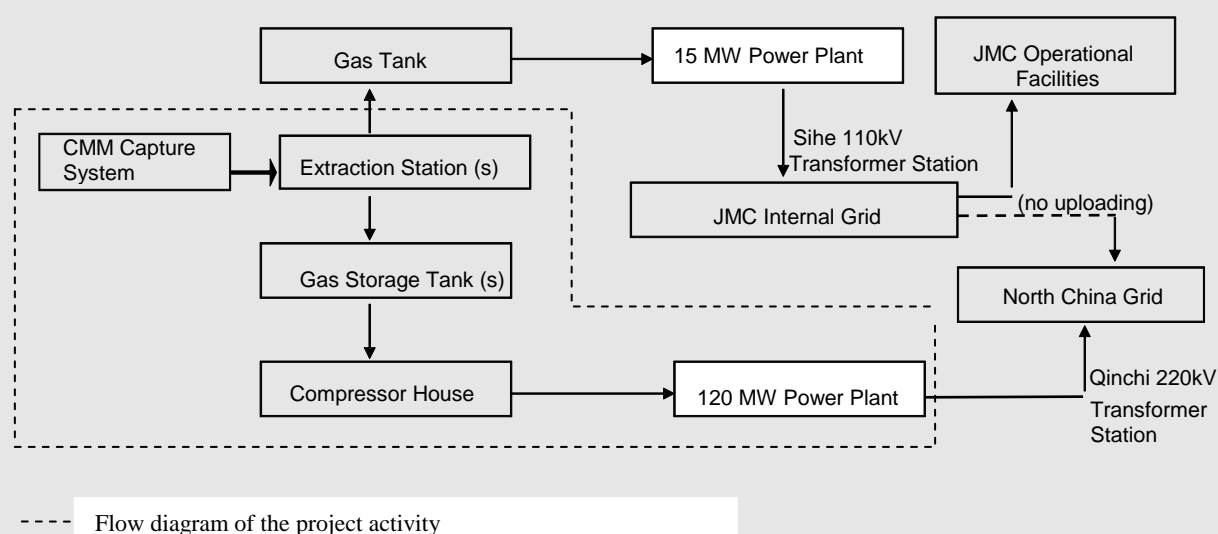 Gas Tank
15 MW Power Plant
JMC Operational
Facilities
CMM Capture
System
Extraction Station (s)
Sihe 110kV
Transformer Station
JMC Internal Grid
(no uploading)
Gas Storage Tank (s)
North China Grid
Compressor House
120 MW Power Plant
Qinchi 220kV
Transformer
Station
Flow diagram of the project activity